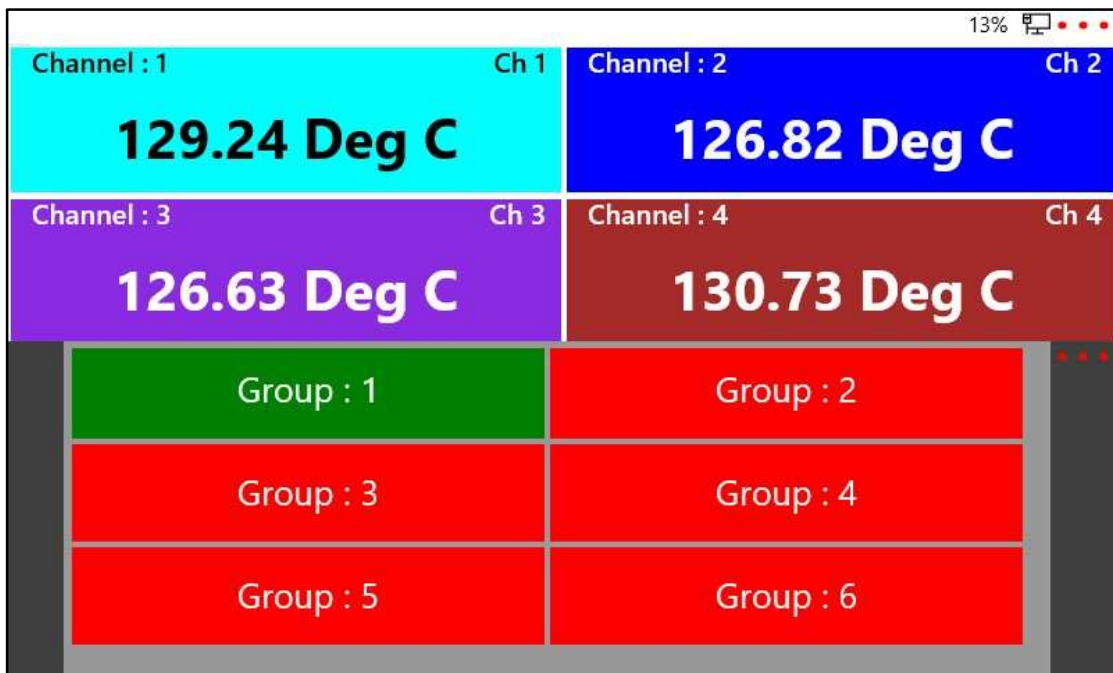 13%
Channel : 1 Ch 1
129.24 Deg C
Channel : 2 Ch 2
126.82 Deg C
Channel : 3 Ch 3
126.63 Deg C
Channel : 4 Ch 4
130.73 Deg C
Group : 1
Group : 2
Group : 3
Group : 4
Group : 5
Group : 6